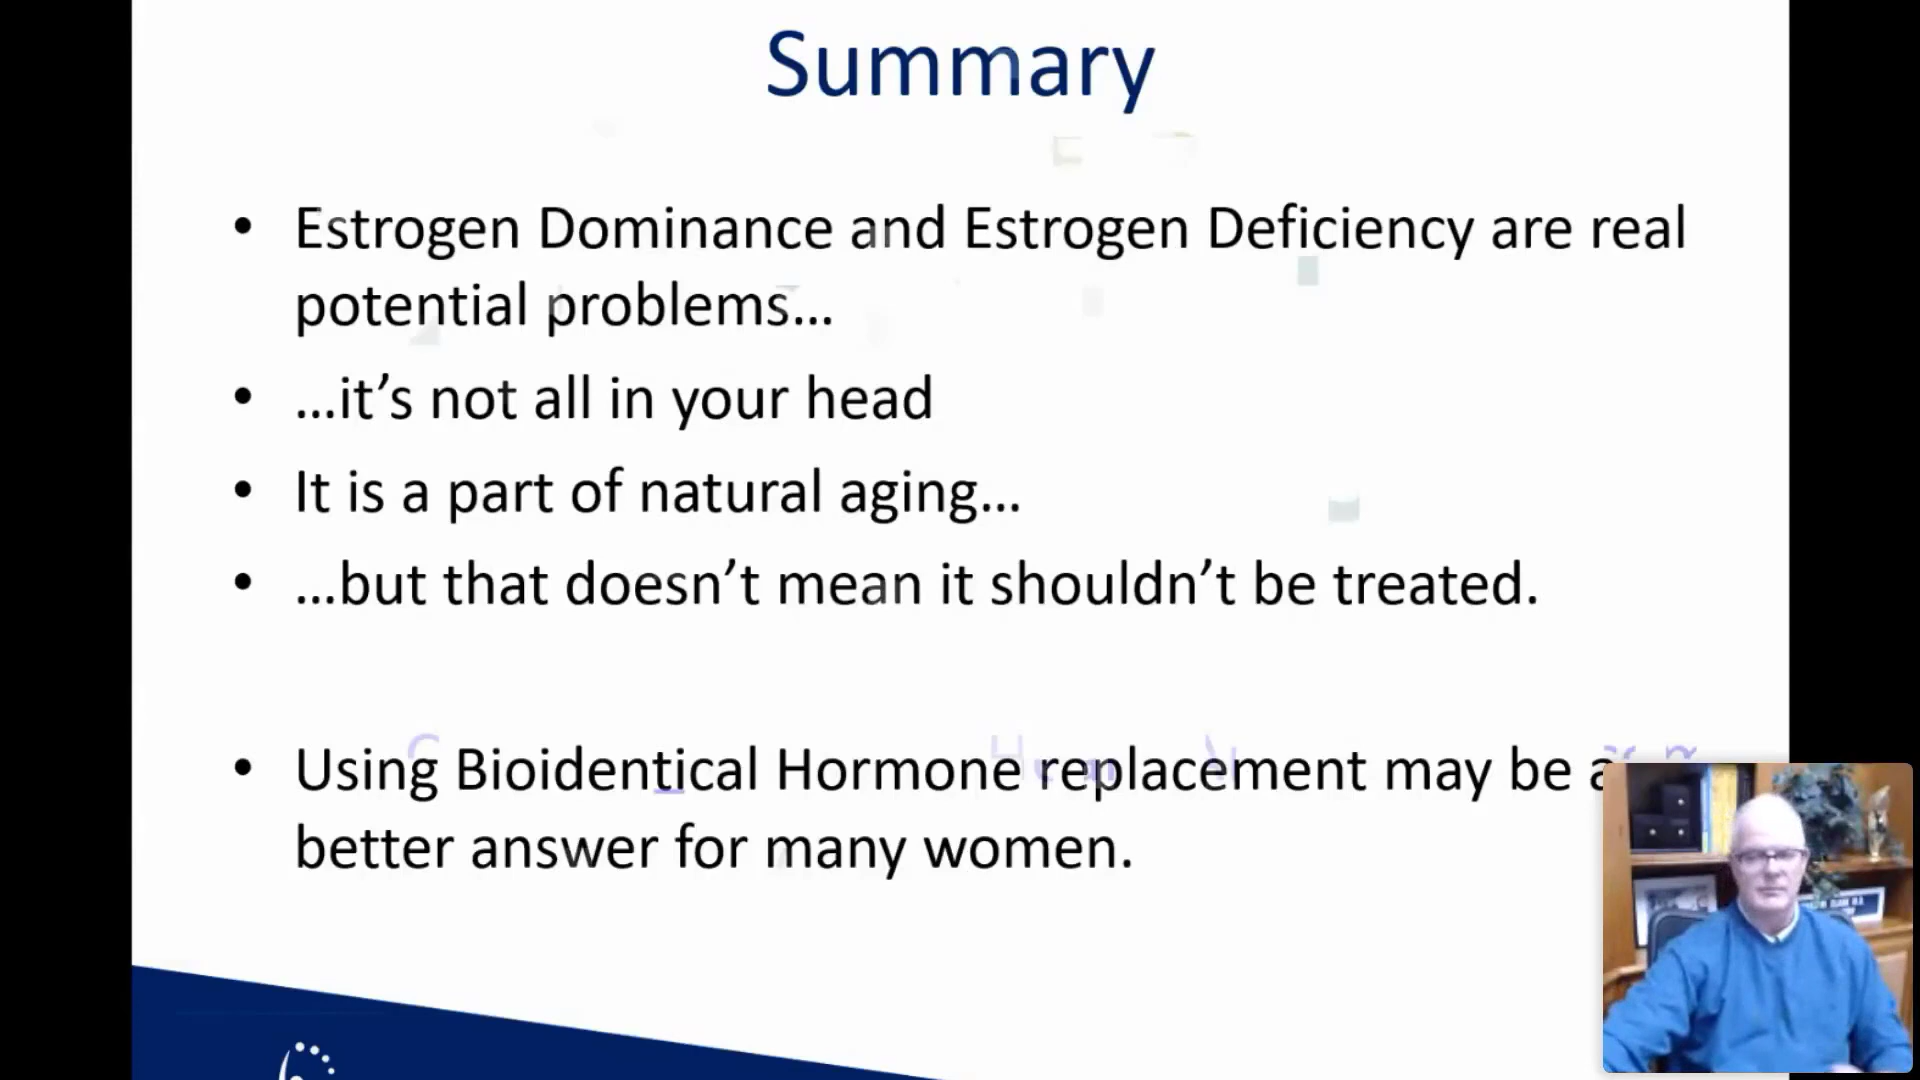 Summary
• Estrogen Dominance and Estrogen Deficiency are real
potential problems…
• …it’s not all in your head
• It is a part of natural aging…
• …but that doesn’t mean it shouldn’t be treated.
• Using Bioidentical Hormone replacement may be a
better answer for many women.